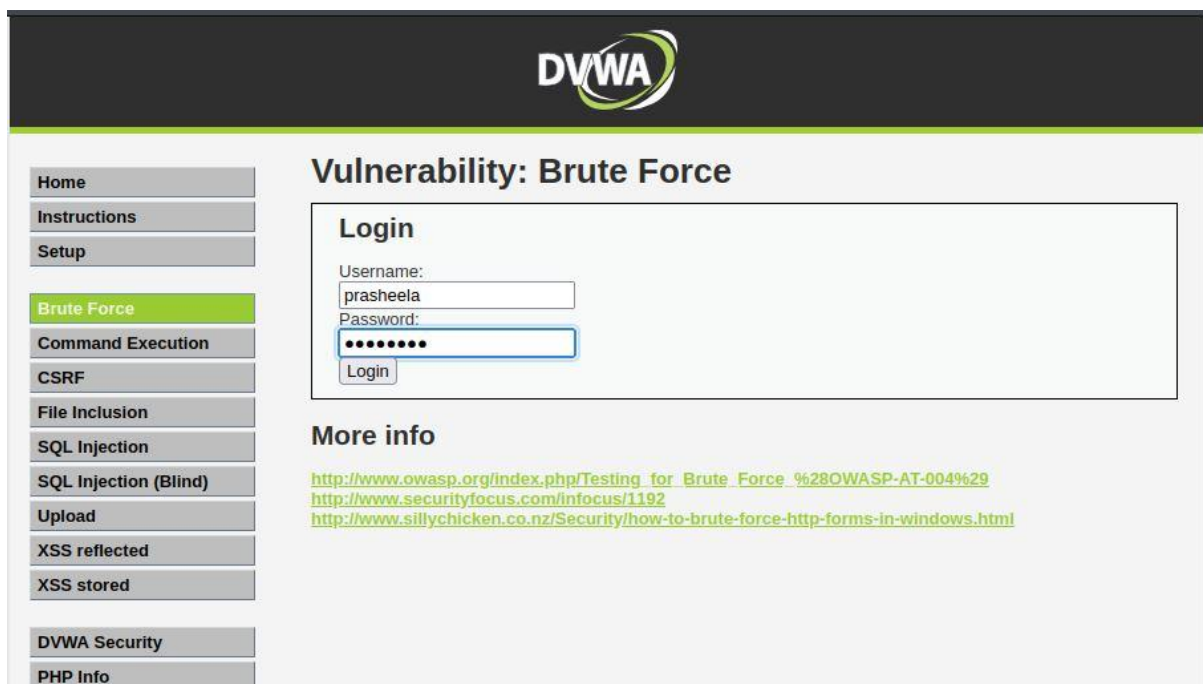 DVWA
Home
Instructions
Setup
Brute Force
Command Execution
CSRF
File Inclusion
SQL Injection
SQL Injection (Blind)
Upload
XSS reflected
XSS stored
DVWA Security
PHP Info
Vulnerability: Brute Force
Login
Username:
prasheela
Password:
••••••••
Login
More info
http://www.owasp.org/index.php/Testing_for_Brute_Force_%28OWASP-AT-004%29
http://www.securityfocus.com/infocus/1192
http://www.sillychicken.co.nz/Security/how-to-brute-force-http-forms-in-windows.html